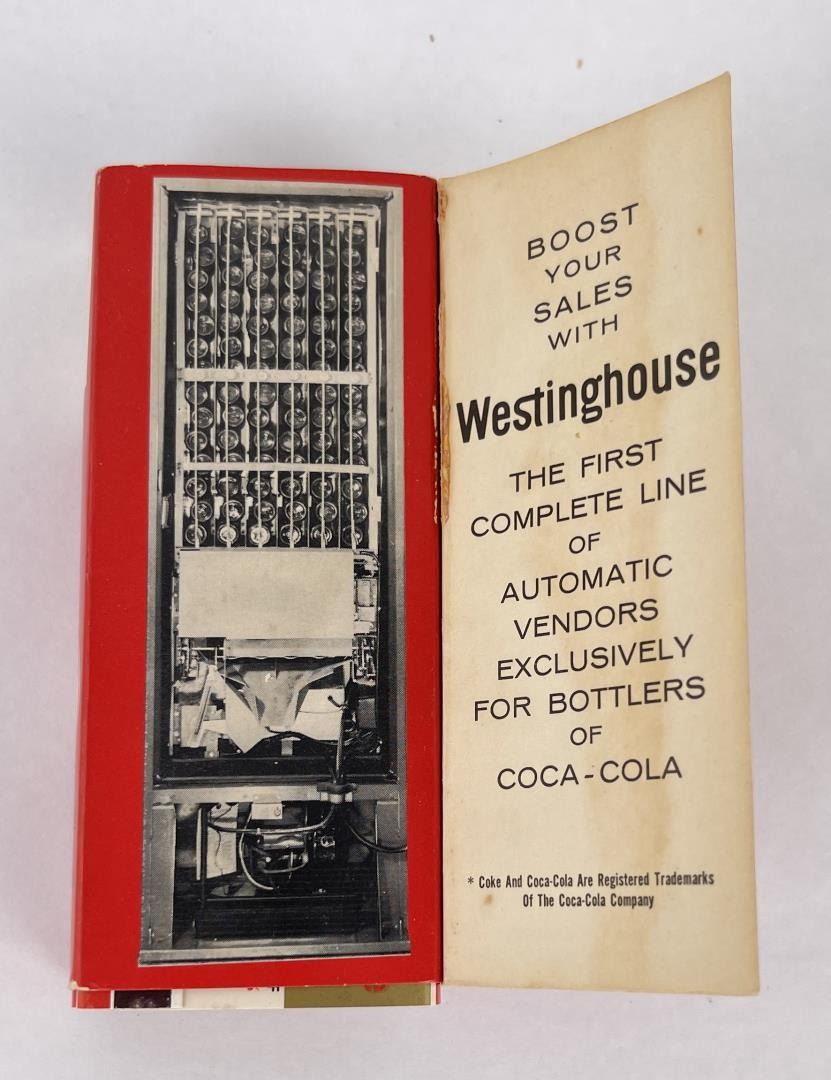 BOOST
YOUR
SALES
WITH
Westinghouse
THE FIRST
COMPLETE LINE
OF
AUTOMATIC
VENDORS
EXCLUSIVELY
FOR BOTTLERS
OF
COCA-COLA
* Coke And Coca-Cola Are Registered Trademarks
Of The Coca-Cola Company